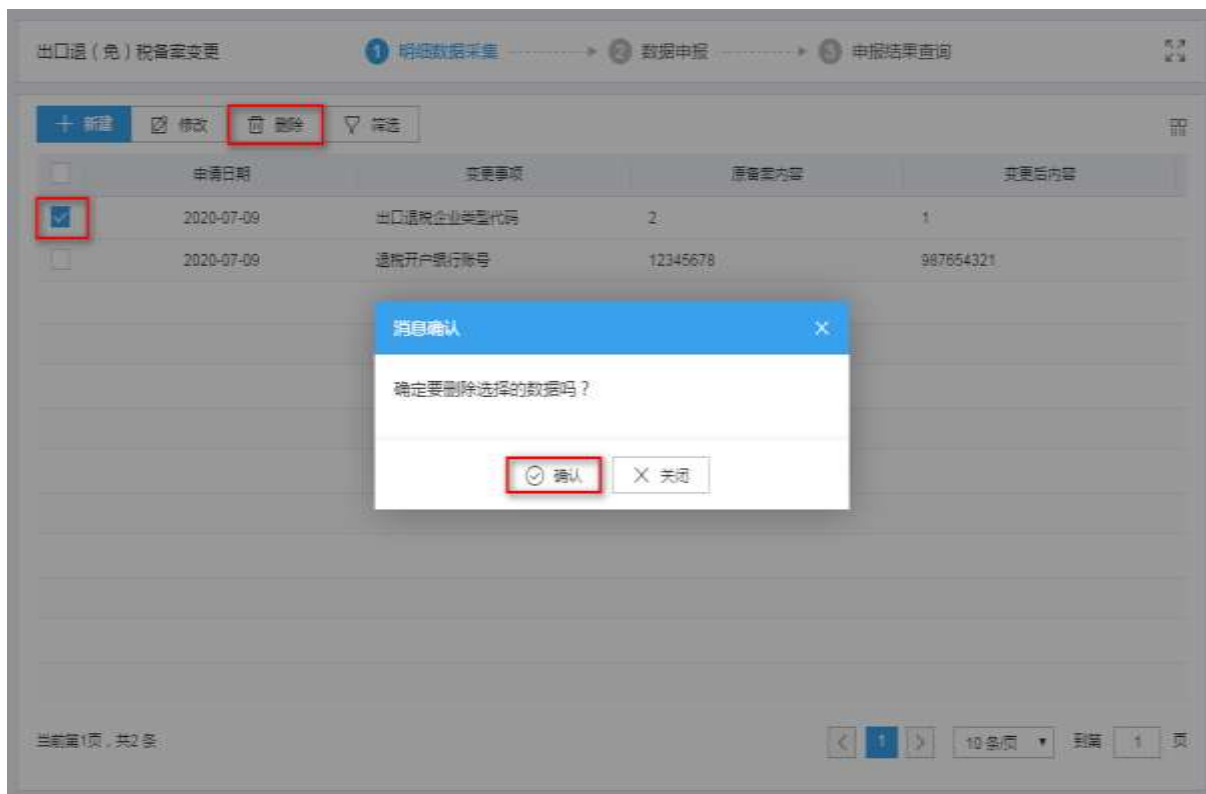 出口退（免）税备案变更 1 明细数据采集 2 数据申报 3 申报结果查询
新建 修改 删除 筛选
申请日期 变更事项 原备案内容 变更后内容
2020-07-09 出口退税企业类型代码 2 1
2020-07-09 退税开户银行账号 12345678 987654321
消息确认
确定要删除选择的数据吗？
确认 关闭
当前第1页，共2条 1 10条/页 到第 1 页